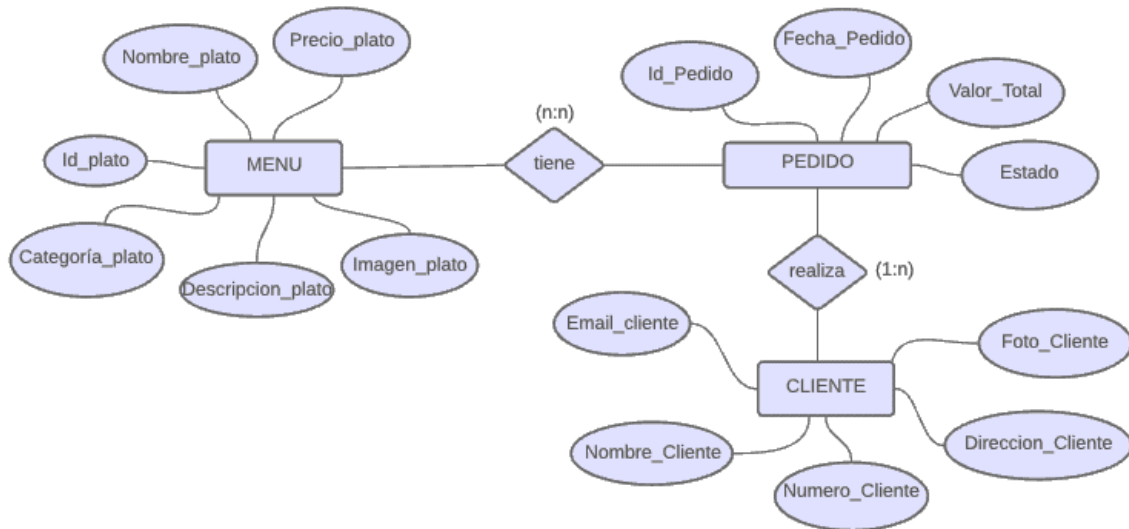 Nombre_plato
Precio_plato
Id_plato
MENU
Categoría_plato
Descripcion_plato
Imagen_plato
(n:n)
tiene
Id_Pedido
Fecha_Pedido
Valor_Total
PEDIDO
Estado
realiza
(1:n)
Email_cliente
Foto_Cliente
CLIENTE
Nombre_Cliente
Direccion_Cliente
Numero_Cliente